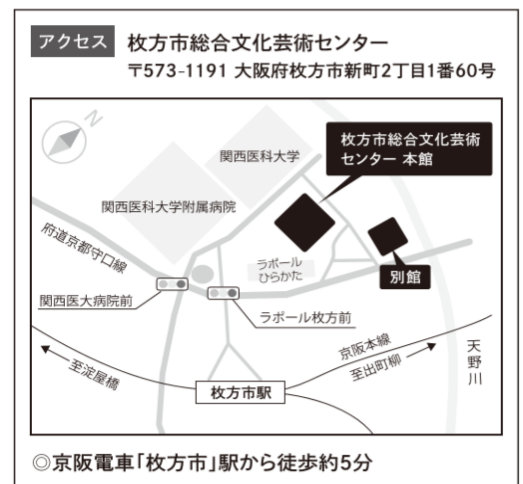 アクセス 枚方市総合文化芸術センター
〒573-1191 大阪府枚方市新町2丁目1番60号
N
枚方市総合文化芸術
センター 本館
関西医科大学
関西医科大学附属病院
府道京都守口線
ラポール
ひらかた
別館
関西医大病院前
ラポール枚方前
京阪本線
至出町柳
天野川
至淀屋橋
枚方市駅
◎京阪電車「枚方市」駅から徒歩約5分